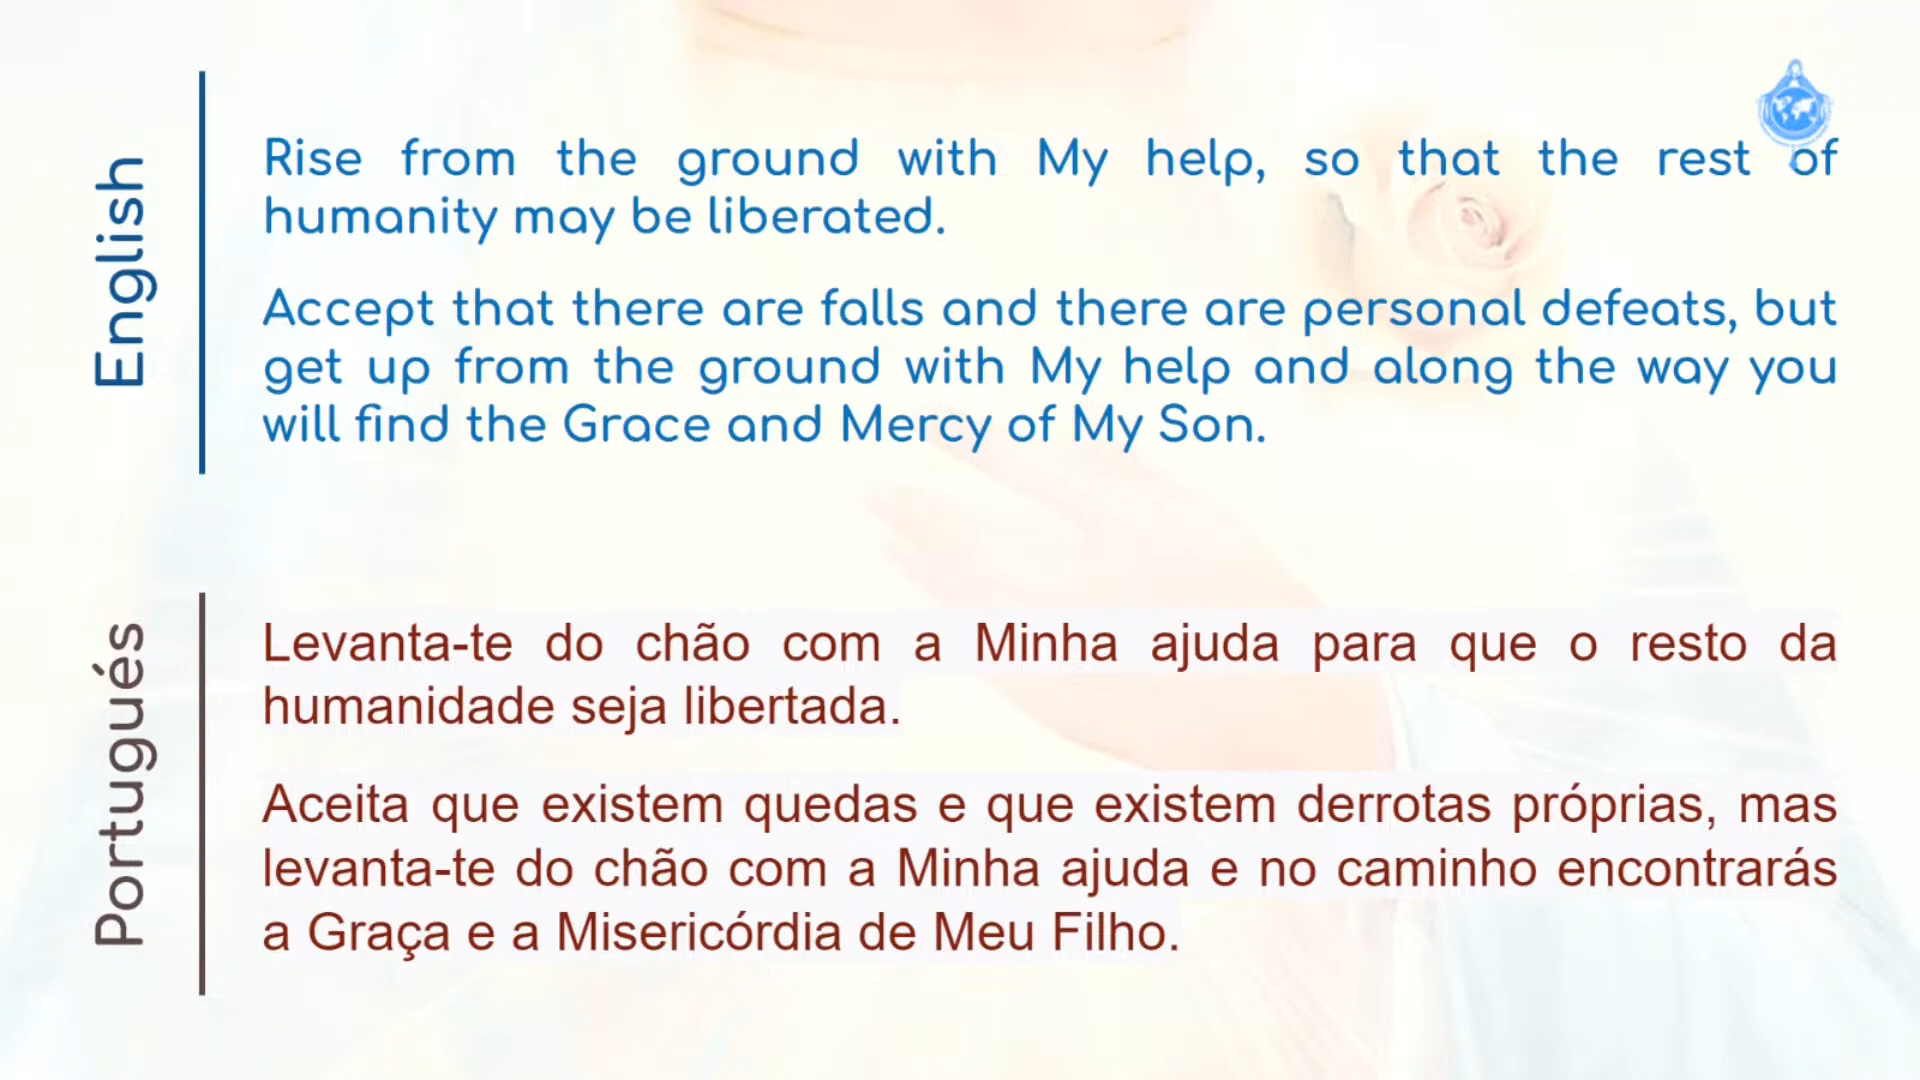 English
Rise from the ground with My help, so that the rest of
humanity may be liberated.
Accept that there are falls and there are personal defeats, but
get up from the ground with My help and along the way you
will find the Grace and Mercy of My Son.
Portugués
Levanta-te do chão com a Minha ajuda para que o resto da
humanidade seja libertada.
Aceita que existem quedas e que existem derrotas próprias, mas
levanta-te do chão com a Minha ajuda e no caminho encontrarás
a Graça e a Misericórdia de Meu Filho.